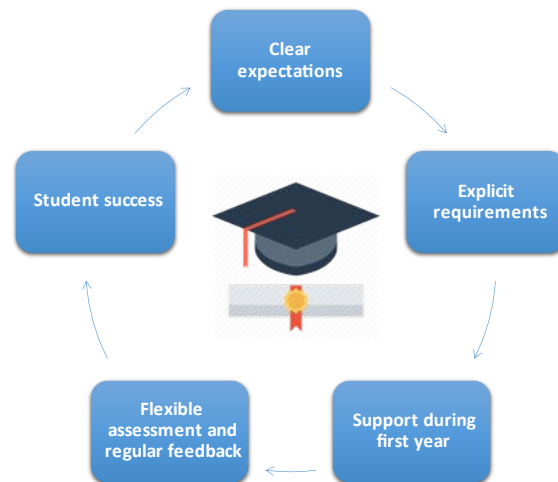 Clear
expectations
Explicit
requirements
Support during
first year
Flexible
assessment and
regular feedback
Student success